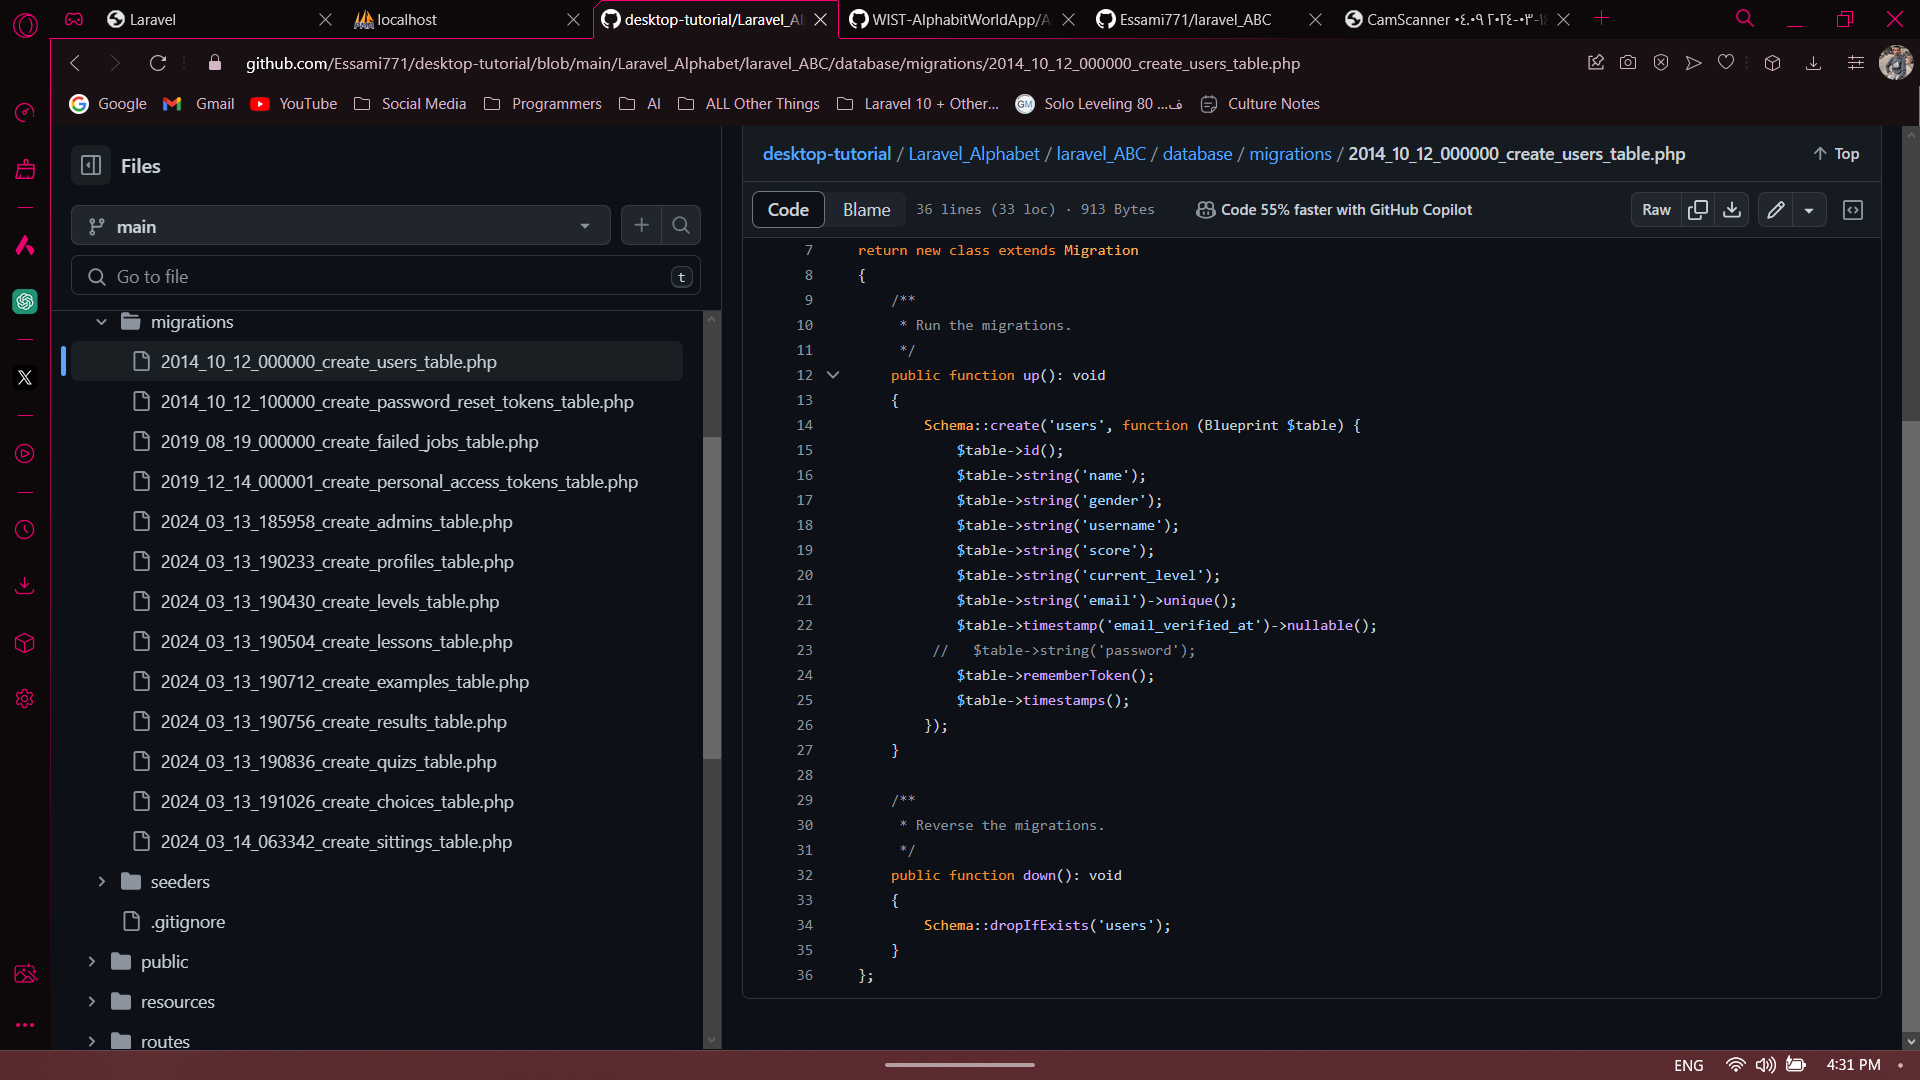 Laravel
localhost
desktop-tutorial/Laravel_Al
WIST-AlphabitWorldApp/A
Essami771/laravel_ABC
CamScanner
github.com/Essami771/desktop-tutorial/blob/main/Laravel_Alphabet/laravel_ABC/database/migrations/2014_10_12_000000_create_users_table.php
Google
Gmail
YouTube
Social Media
Programmers
AI
ALL Other Things
Laravel 10 + Other...
GM
Solo Leveling 80 ...ف
Culture Notes
Files
main
Go to file
t
migrations
2014_10_12_000000_create_users_table.php
2014_10_12_100000_create_password_reset_tokens_table.php
2019_08_19_000000_create_failed_jobs_table.php
2019_12_14_000001_create_personal_access_tokens_table.php
2024_03_13_185958_create_admins_table.php
2024_03_13_190233_create_profiles_table.php
2024_03_13_190430_create_levels_table.php
2024_03_13_190504_create_lessons_table.php
2024_03_13_190712_create_examples_table.php
2024_03_13_190756_create_results_table.php
2024_03_13_190836_create_quizs_table.php
2024_03_13_191026_create_choices_table.php
2024_03_14_063342_create_sittings_table.php
seeders
.gitignore
public
resources
routes
desktop-tutorial / Laravel_Alphabet / laravel_ABC / database / migrations / 2014_10_12_000000_create_users_table.php
Top
Code
Blame
36 lines (33 loc) · 913 Bytes
Code 55% faster with GitHub Copilot
Raw
7 return new class extends Migration
8 {
9 /**
10 * Run the migrations.
11 */
12 public function up(): void
13 {
14 Schema::create('users', function (Blueprint $table) {
15 $table->id();
16 $table->string('name');
17 $table->string('gender');
18 $table->string('username');
19 $table->string('score');
20 $table->string('current_level');
21 $table->string('email')->unique();
22 $table->timestamp('email_verified_at')->nullable();
23 // $table->string('password');
24 $table->rememberToken();
25 $table->timestamps();
26 });
27 }
28
29 /**
30 * Reverse the migrations.
31 */
32 public function down(): void
33 {
34 Schema::dropIfExists('users');
35 }
36 };
ENG
4:31 PM